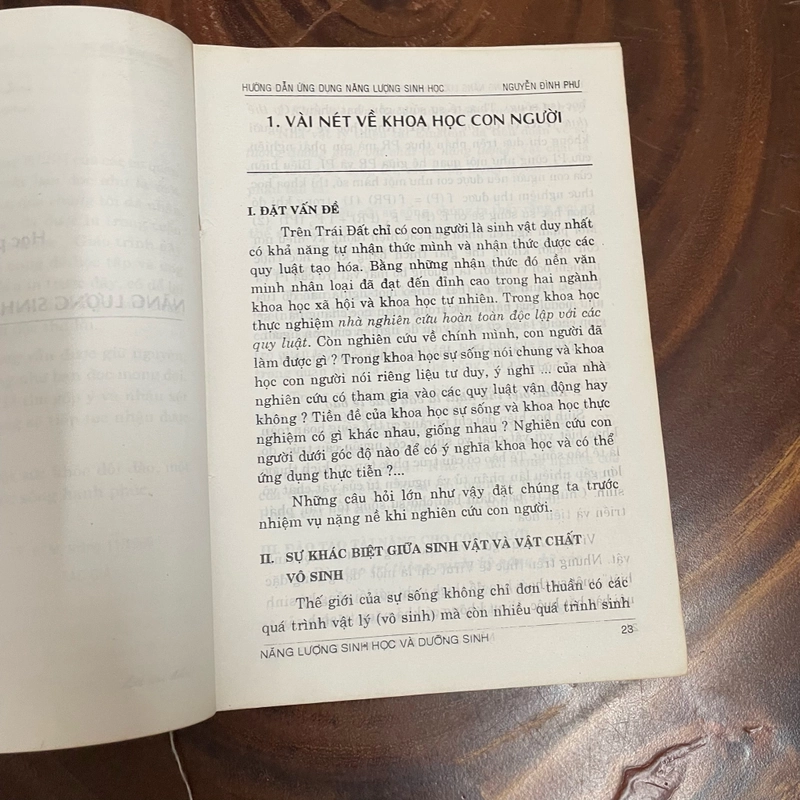 HƯỚNG DẪN ỨNG DỤNG NĂNG LƯỢNG SINH HỌC NGUYỄN ĐÌNH PHƯ
1. VÀI NÉT VỀ KHOA HỌC CON NGƯỜI
I. ĐẶT VẤN ĐỀ
Trên Trái Đất chỉ có con người là sinh vật duy nhất
có khả năng tự nhận thức mình và nhận thức được các
quy luật tạo hóa. Bằng những nhận thức đó nền văn
minh nhân loại đã đạt đến đỉnh cao trong hai ngành
khoa học xã hội và khoa học tự nhiên. Trong khoa học
thực nghiệm nhà nghiên cứu hoàn toàn độc lập với các
quy luật. Còn nghiên cứu về chính mình, con người đã
làm được gì ? Trong khoa học sự sống nói chung và khoa
học con người nói riêng liệu tư duy, ý nghĩ ... của nhà
nghiên cứu có tham gia vào các quy luật vận động hay
không ? Tiền đề của khoa học sự sống và khoa học thực
nghiệm có gì khác nhau, giống nhau ? Nghiên cứu con
người dưới góc độ nào để có ý nghĩa khoa học và có thể
ứng dụng thực tiễn ?...
Những câu hỏi lớn như vậy đặt chúng ta trước
nhiệm vụ nặng nề khi nghiên cứu con người.
II. SỰ KHÁC BIỆT GIỮA SINH VẬT VÀ VẬT CHẤT
VÔ SINH
Thế giới của sự sống không chỉ đơn thuần có các
quá trình vật lý (vô sinh) mà còn nhiều quá trình sinh
NĂNG LƯỢNG SINH HỌC VÀ DƯỠNG SINH 23